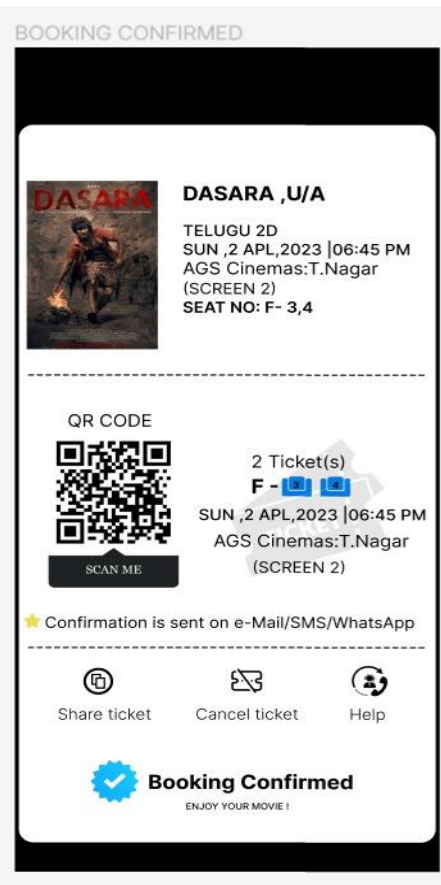 BOOKING CONFIRMED
DASARA
DASARA ,U/A
TELUGU 2D
SUN ,2 APL,2023 |06:45 PM
AGS Cinemas:T.Nagar
(SCREEN 2)
SEAT NO: F- 3,4
QR CODE
SCAN ME
2 Ticket(s)
F - 3 4
SUN ,2 APL,2023 |06:45 PM
AGS Cinemas:T.Nagar
(SCREEN 2)
Confirmation is sent on e-Mail/SMS/WhatsApp
Share ticket
Cancel ticket
Help
Booking Confirmed
ENJOY YOUR MOVIE !